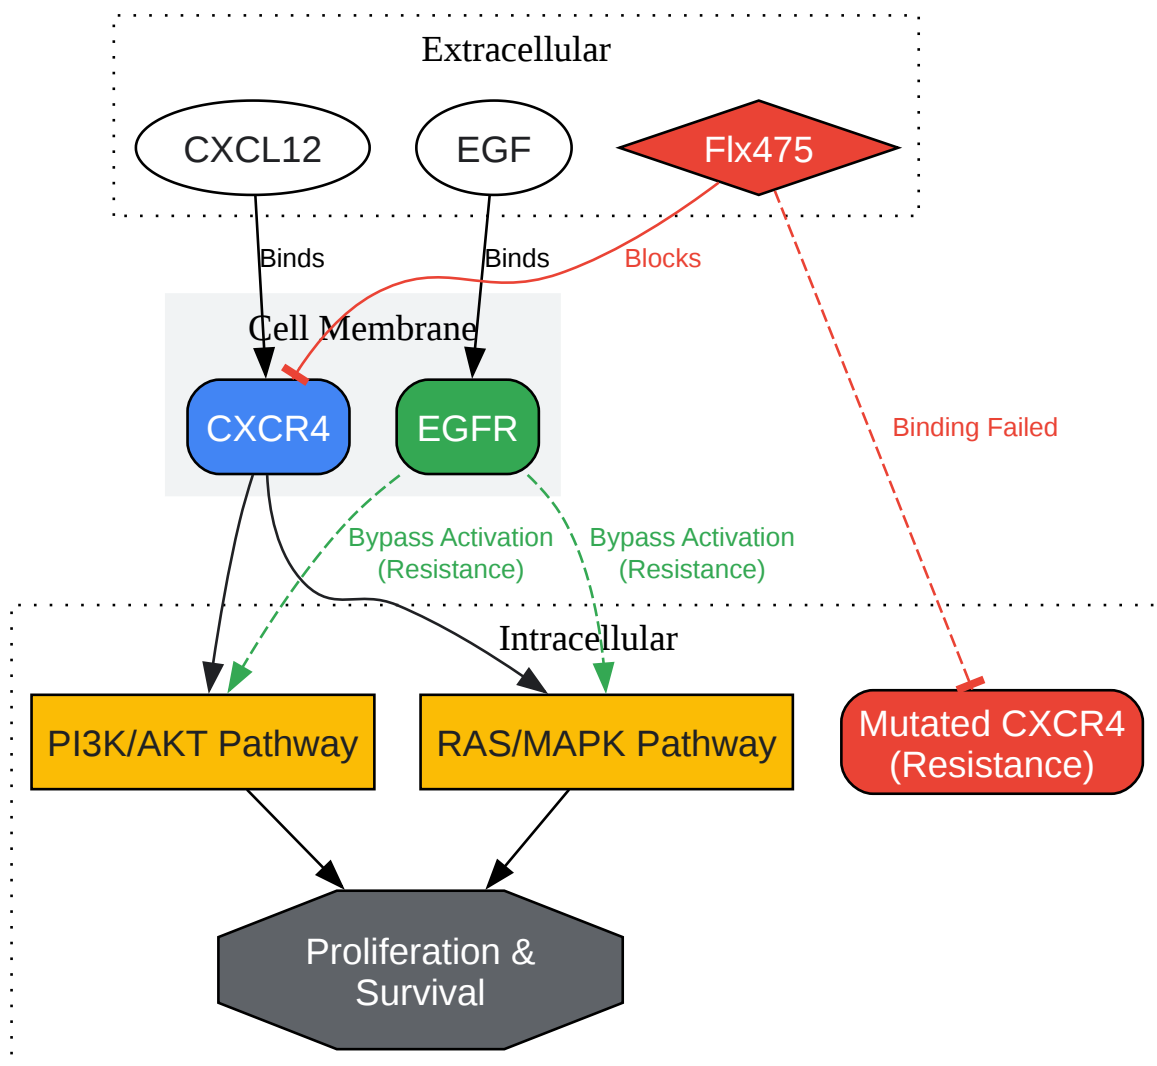 Extracellular
CXCL12
EGF
Flx475
Binds
Binds
Blocks
Cell Membrane
CXCR4
EGFR
Binding Failed
Bypass Activation
(Resistance)
Bypass Activation
(Resistance)
Intracellular
PI3K/AKT Pathway
RAS/MAPK Pathway
Mutated CXCR4
(Resistance)
Proliferation &
Survival